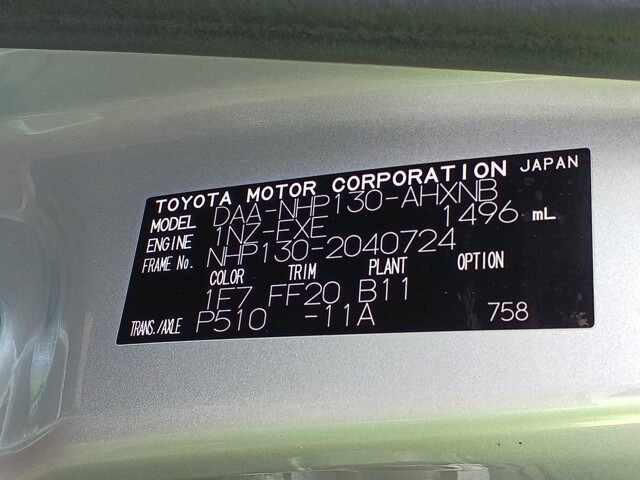 TOYOTA MOTOR CORPORATION JAPAN
MODEL DAA-NHP130-AHXNB
ENGINE 1NZ-FXE 1496 mL
FRAME No. NHP130-2040724
COLOR TRIM PLANT OPTION
1F7 FF20 B11
TRANS./AXLE P510 -11A 758